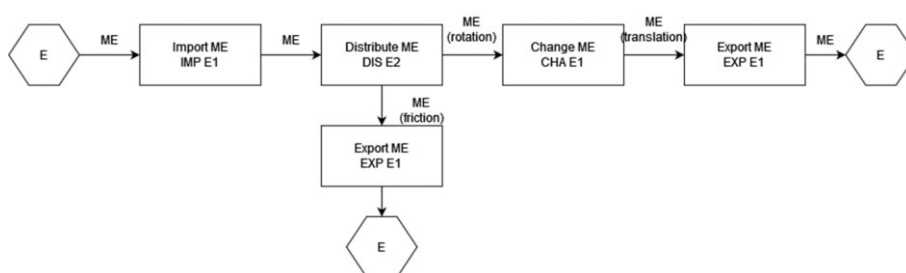 E
ME
Import ME
IMP E1
ME
Distribute ME
DIS E2
ME
(rotation)
Change ME
CHA E1
ME
(translation)
Export ME
EXP E1
ME
E
ME
(friction)
Export ME
EXP E1
E